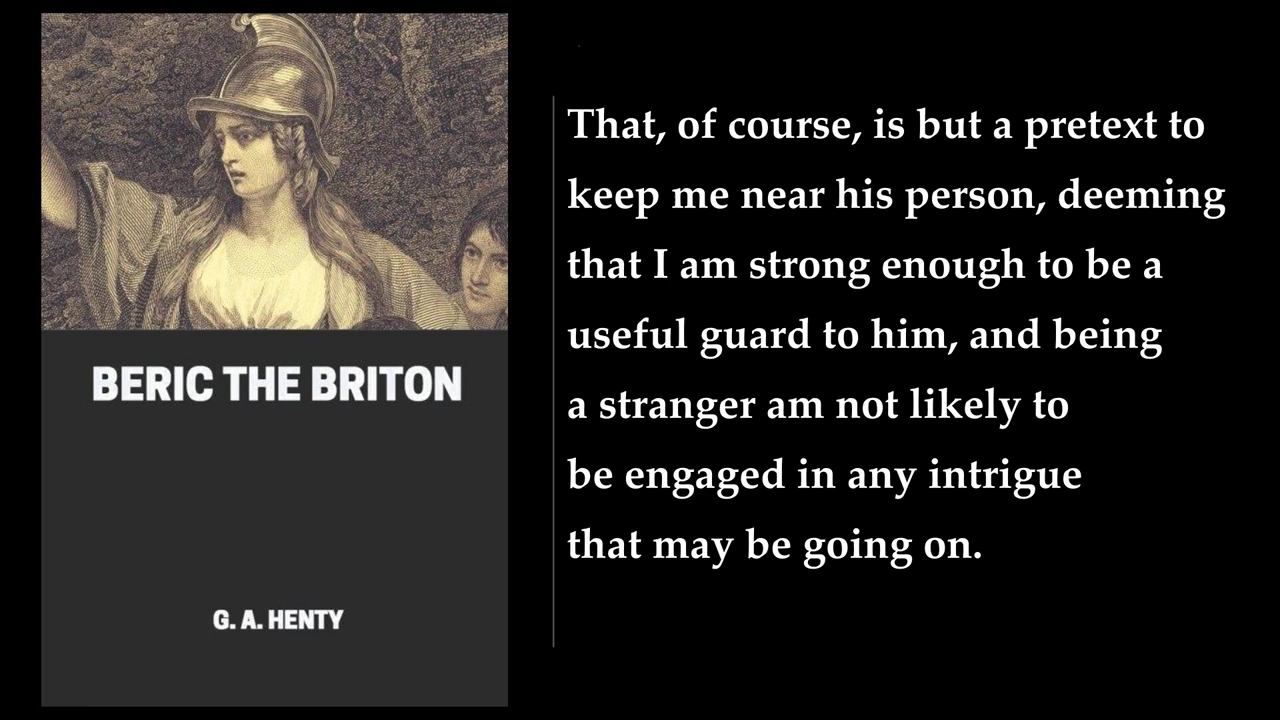 BERIC THE BRITON
G. A. HENTY
That, of course, is but a pretext to
keep me near his person, deeming
that I am strong enough to be a
useful guard to him, and being
a stranger am not likely to
be engaged in any intrigue
that may be going on.